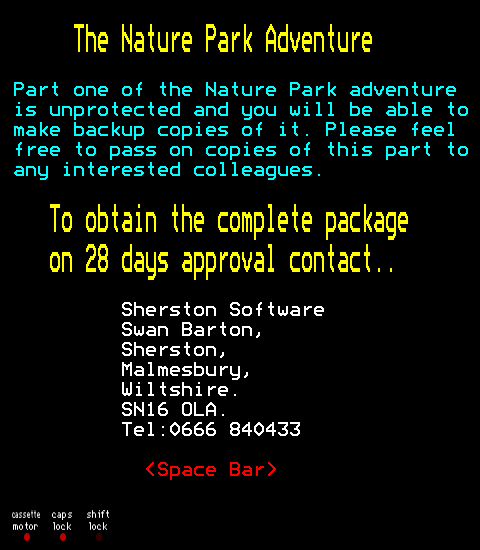 The Nature Park Adventure
Part one of the Nature Park adventure
is unprotected and you will be able to
make backup copies of it. Please feel
free to pass on copies of this part to
any interested colleagues.
To obtain the complete package
on 28 days approval contact..
Sherston Software
Swan Barton,
Sherston,
Malmesbury,
Wiltshire.
SN16 OLA.
Tel:0666 840433
<Space Bar>
cassette caps shift
motor lock lock